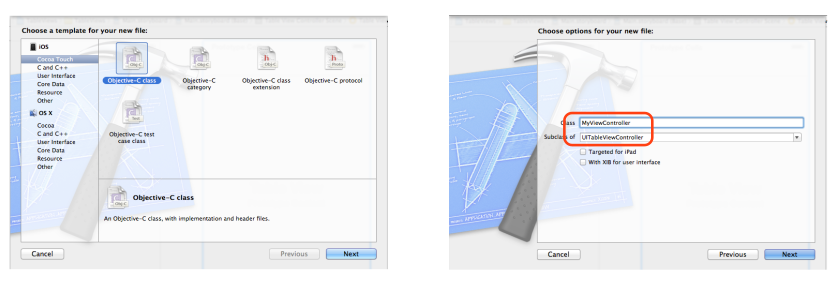 Choose a template for your new file:
iOS
Cocoa Touch
C and C++
User Interface
Core Data
Resource
Other
OS X
Cocoa
C and C++
User Interface
Core Data
Resource
Other
Objective-C class
Objective-C
category
Objective-C class
extension
Objective-C protocol
Objective-C test
case class
Objective-C class
An Objective-C class, with implementation and header files.
Cancel
Previous
Next
Choose options for your new file:
Class
MyViewController
Subclass of
UITableViewController
Targeted for iPad
With XIB for user interface
Cancel
Previous
Next